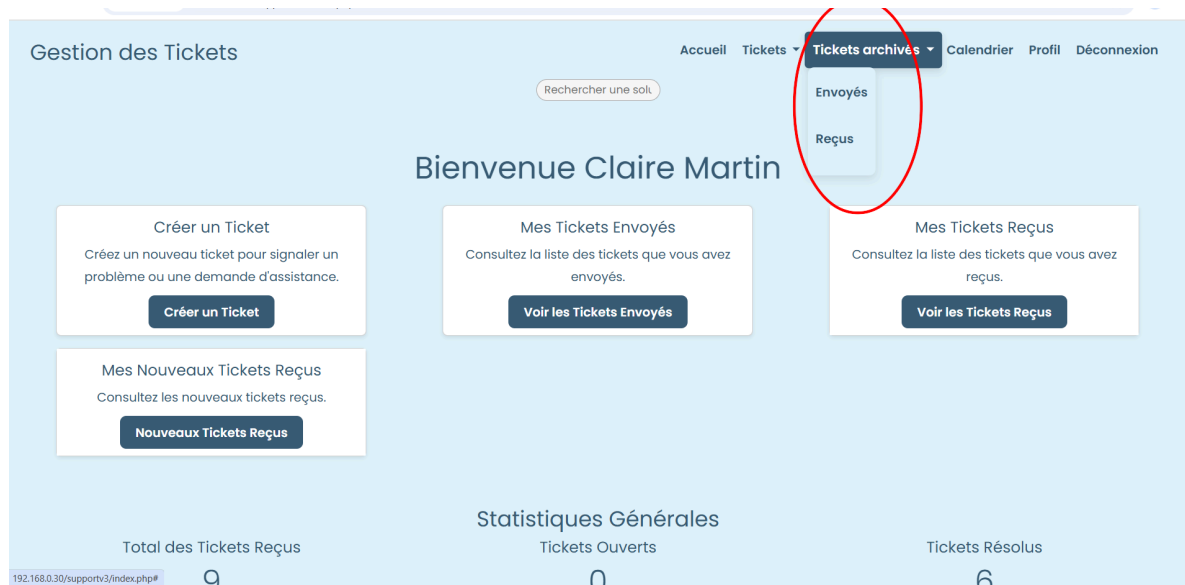 Gestion des Tickets
Accueil Tickets Tickets archivés Calendrier Profil Déconnexion
Rechercher une solu
Envoyés
Reçus
Bienvenue Claire Martin
Créer un Ticket
Créez un nouveau ticket pour signaler un
problème ou une demande d'assistance.
Créer un Ticket
Mes Tickets Envoyés
Consultez la liste des tickets que vous avez
envoyés.
Voir les Tickets Envoyés
Mes Tickets Reçus
Consultez la liste des tickets que vous avez
reçus.
Voir les Tickets Reçus
Mes Nouveaux Tickets Reçus
Consultez les nouveaux tickets reçus.
Nouveaux Tickets Reçus
Statistiques Générales
Total des Tickets Reçus
9
Tickets Ouverts
0
Tickets Résolus
6
192.168.0.30/supportv3/index.php#